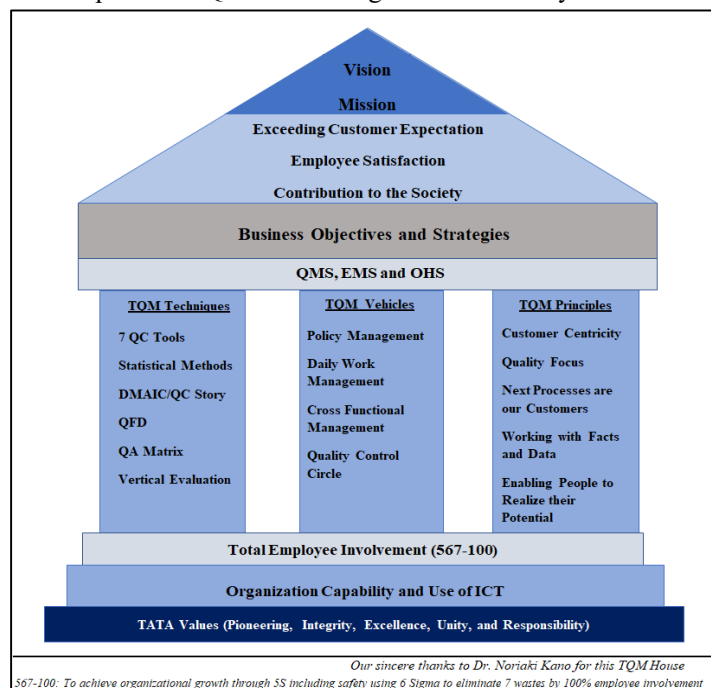 Vision
Mission
Exceeding Customer Expectation
Employee Satisfaction
Contribution to the Society
Business Objectives and Strategies
QMS, EMS and OHS
TQM Techniques
7 QC Tools
Statistical Methods
DMAIC/QC Story
QFD
QA Matrix
Vertical Evaluation
TQM Vehicles
Policy Management
Daily Work
Management
Cross Functional
Management
Quality Control
Circle
TQM Principles
Customer Centricity
Quality Focus
Next Processes are
our Customers
Working with Facts
and Data
Enabling People to
Realize their
Potential
Total Employee Involvement (567-100)
Organization Capability and Use of ICT
TATA Values (Pioneering, Integrity, Excellence, Unity, and Responsibility)
Our sincere thanks to Dr. Noriaki Kano for this TQM House
567-100: To achieve organizational growth through 5S including safety using 6 Sigma to eliminate 7 wastes by 100% employee involvement